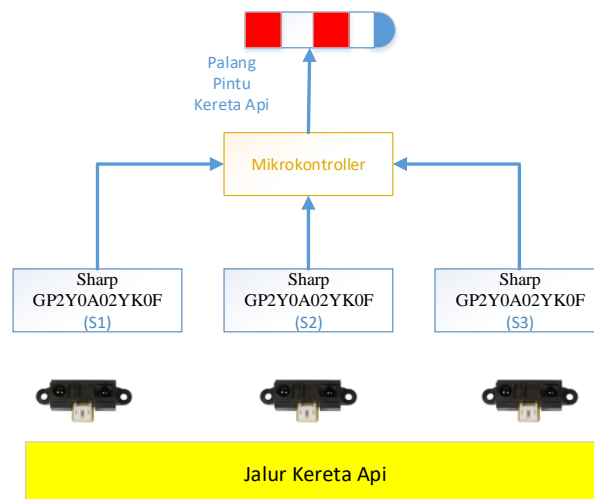 Palang
Pintu
Kereta Api
Mikrokontroller
Sharp
GP2Y0A02YK0F
(S1)
Sharp
GP2Y0A02YK0F
(S2)
Sharp
GP2Y0A02YK0F
(S3)
Jalur Kereta Api